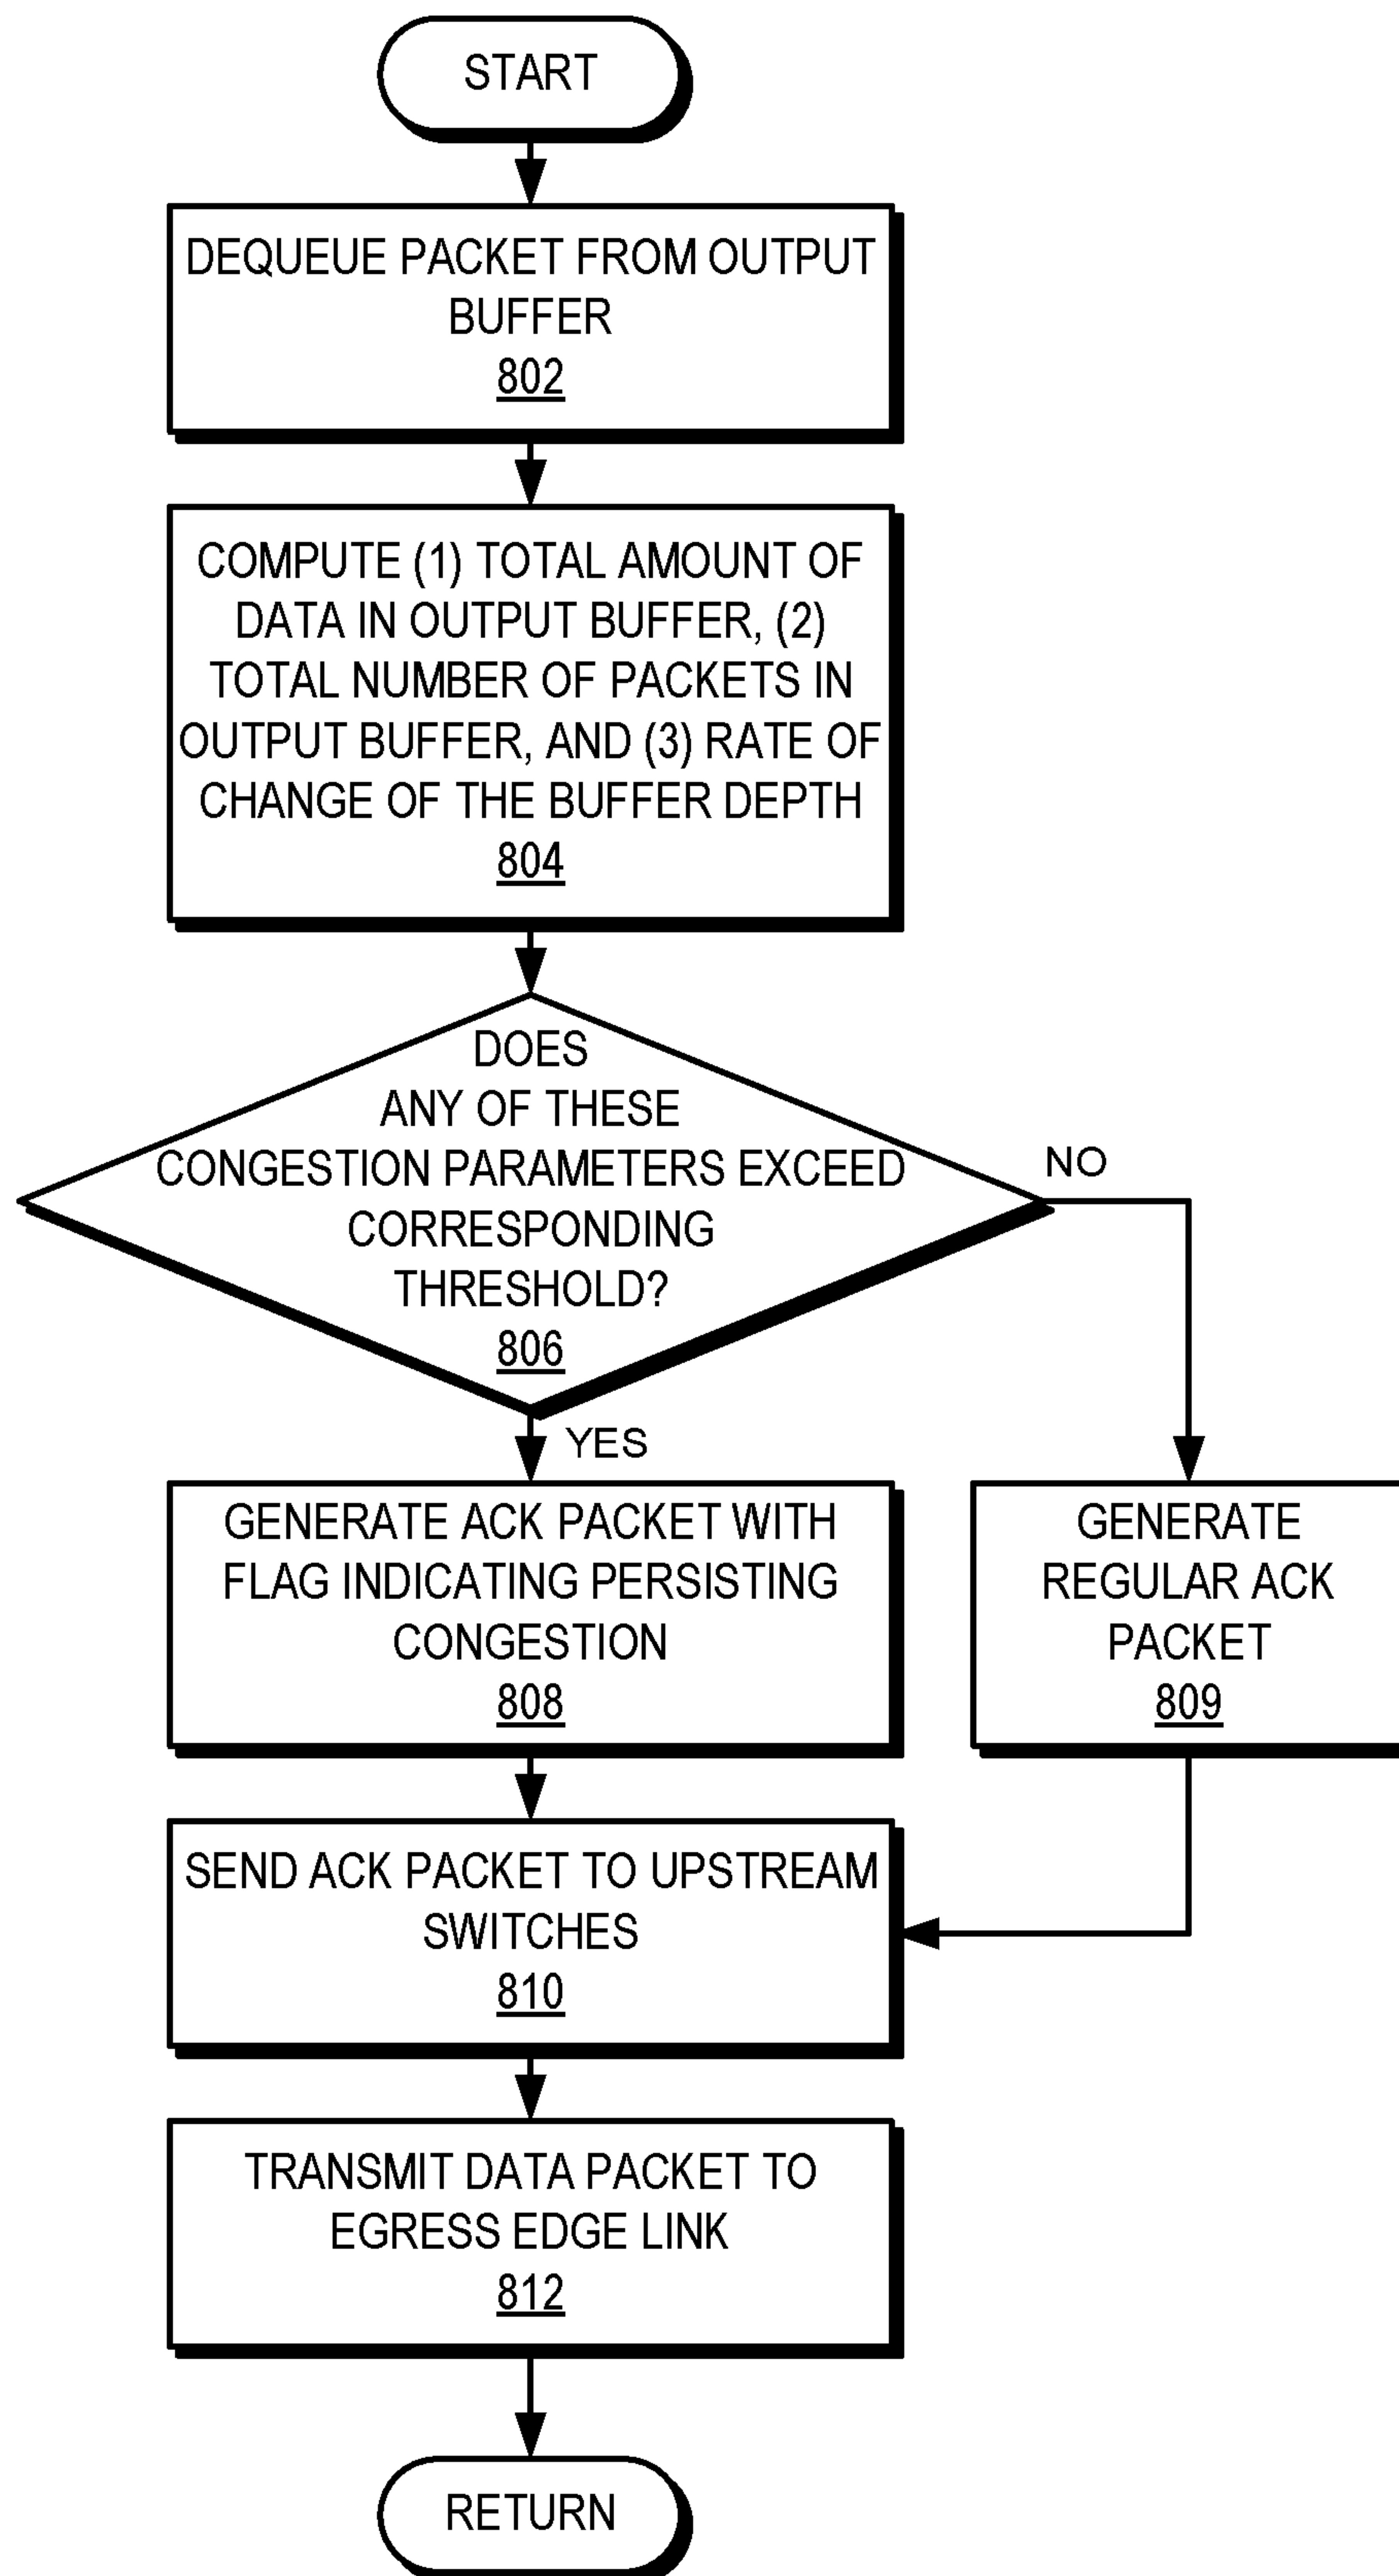 START
DEQUEUE PACKET FROM OUTPUT
BUFFER
802
COMPUTE (1) TOTAL AMOUNT OF
DATA IN OUTPUT BUFFER, (2)
TOTAL NUMBER OF PACKETS IN
OUTPUT BUFFER, AND (3) RATE OF
CHANGE OF THE BUFFER DEPTH
804
DOES
ANY OF THESE
CONGESTION PARAMETERS EXCEED
CORRESPONDING
THRESHOLD?
806
NO
YES
GENERATE ACK PACKET WITH
FLAG INDICATING PERSISTING
CONGESTION
808
GENERATE
REGULAR ACK
PACKET
809
SEND ACK PACKET TO UPSTREAM
SWITCHES
810
TRANSMIT DATA PACKET TO
EGRESS EDGE LINK
812
RETURN